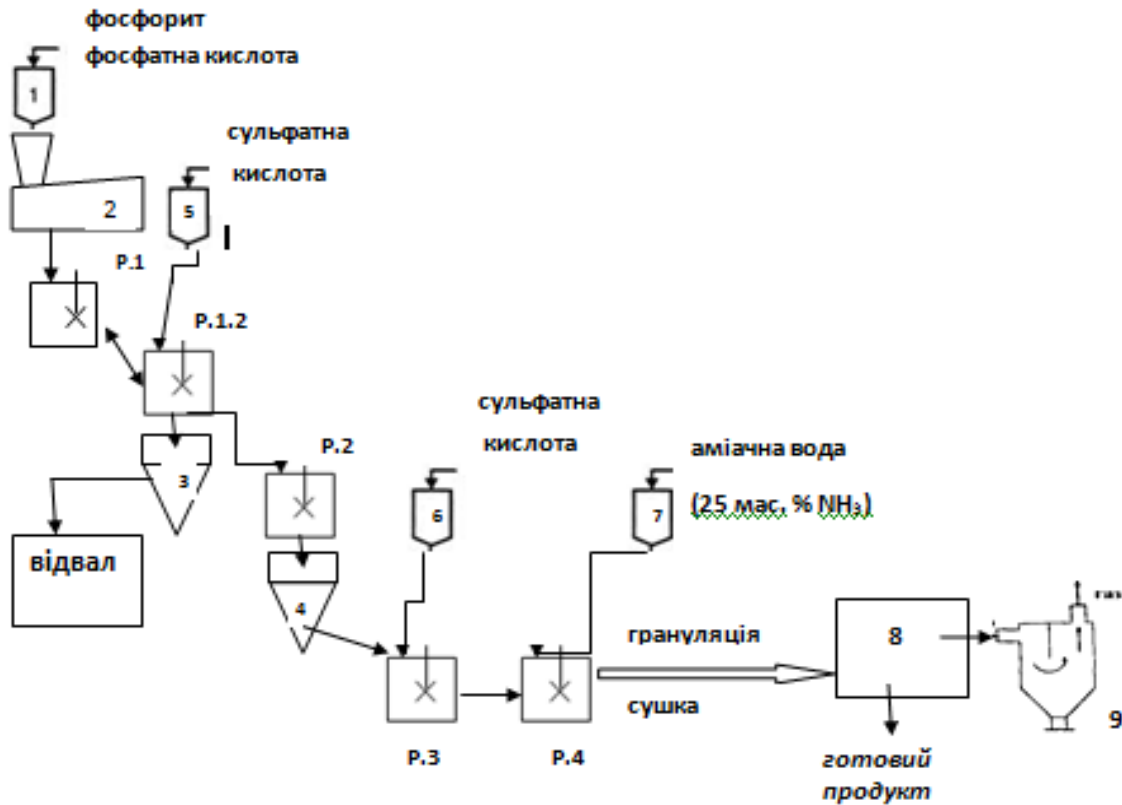 фосфорит
фосфатна кислота
1
сульфатна
кислота
2
5
Р.1
Р.1.2
сульфатна
кислота
Р.2
аміачна вода
3
6
7
(25 мас, % NH₃)
відвал
4
грануляція
8
газ
сушка
9
Р.3
Р.4
готовий
продукт